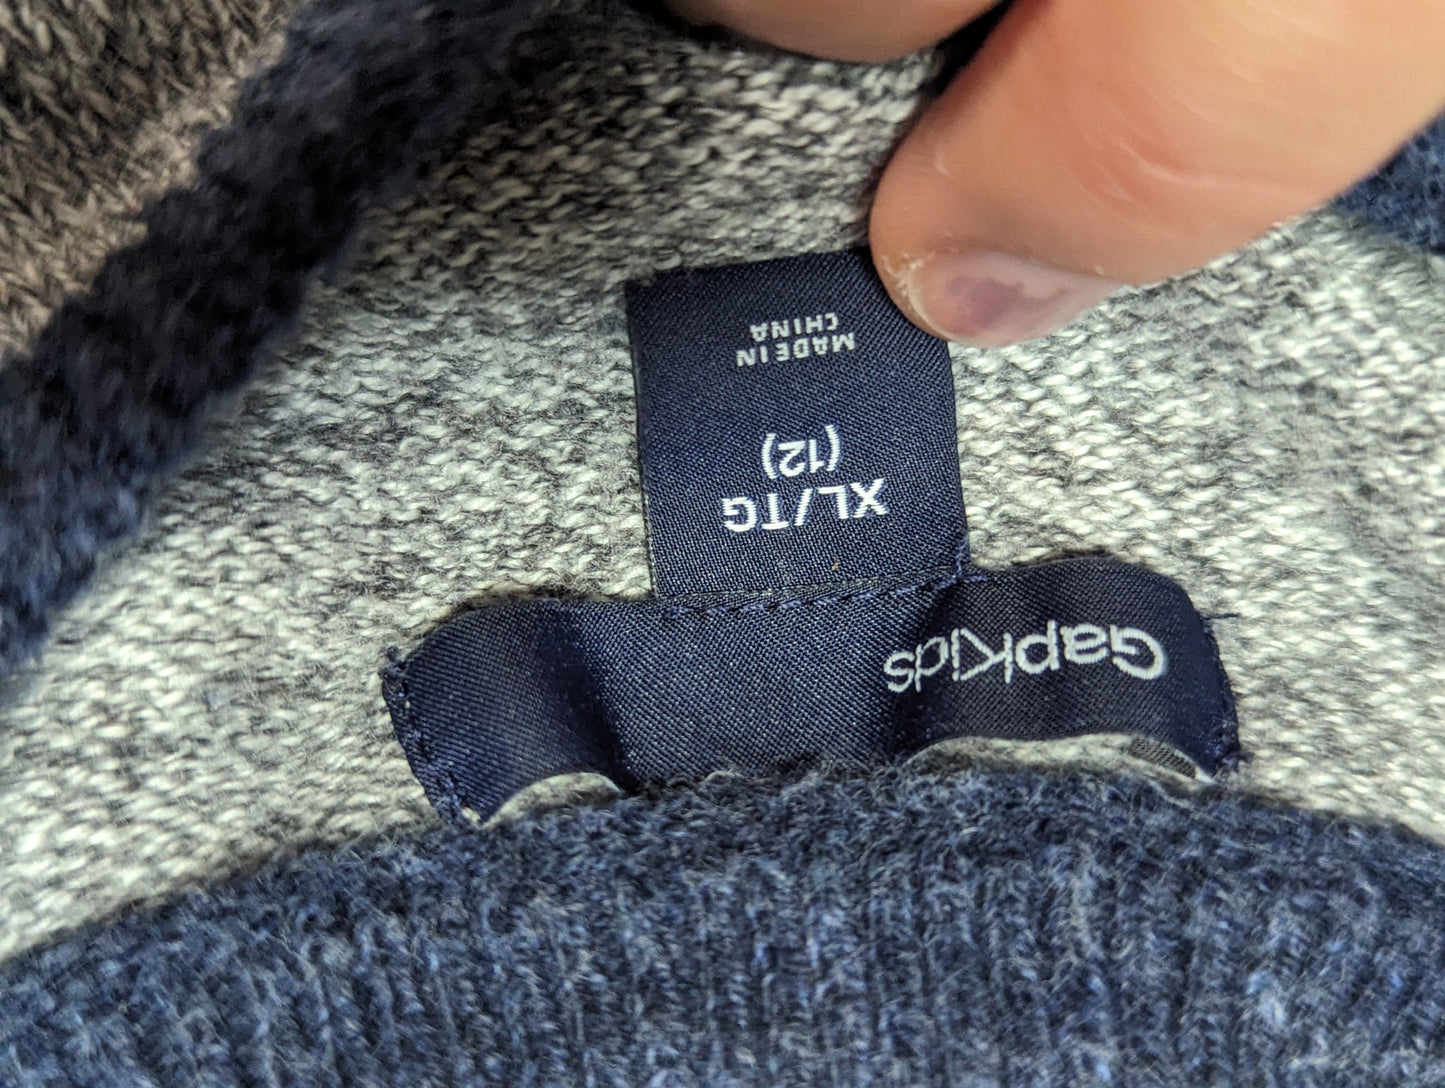 GapKids
XL/TG
(12)
MADE IN
CHINA